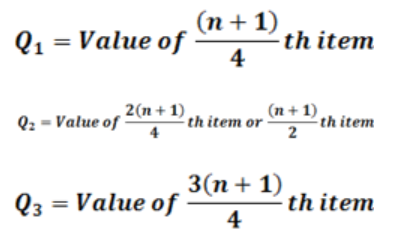 Q₁ = Value of (n + 1)/4 th item
Q₂ = Value of 2(n + 1)/4 th item or (n + 1)/2 th item
Q₃ = Value of 3(n + 1)/4 th item